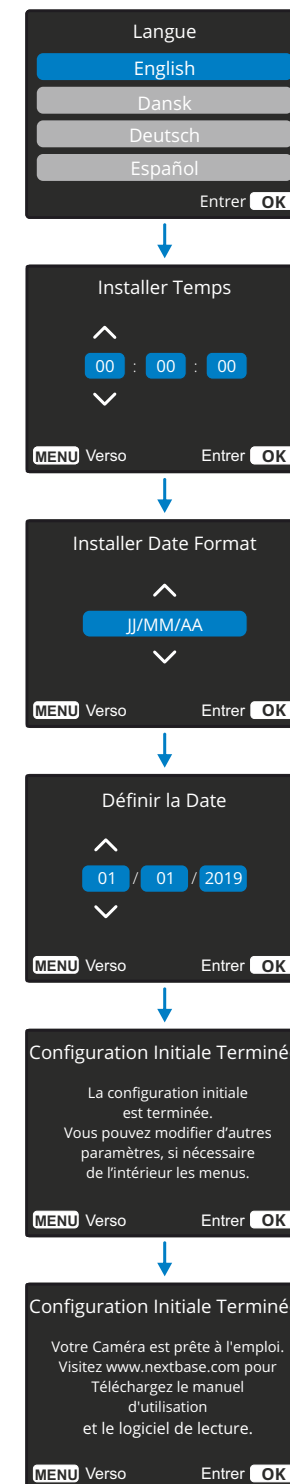 Langue
English
Dansk
Deutsch
Español
Entrer OK
Installer Temps
00 : 00 : 00
MENU Verso Entrer OK
Installer Date Format
JJ/MM/AA
MENU Verso Entrer OK
Définir la Date
01 / 01 / 2019
MENU Verso Entrer OK
Configuration Initiale Terminé
La configuration initiale
est terminée.
Vous pouvez modifier d’autres
paramètres, si nécessaire
de l’intérieur les menus.
MENU Verso Entrer OK
Configuration Initiale Terminé
Votre Caméra est prête à l'emploi.
Visitez www.nextbase.com pour
Téléchargez le manuel
d'utilisation
et le logiciel de lecture.
MENU Verso Entrer OK